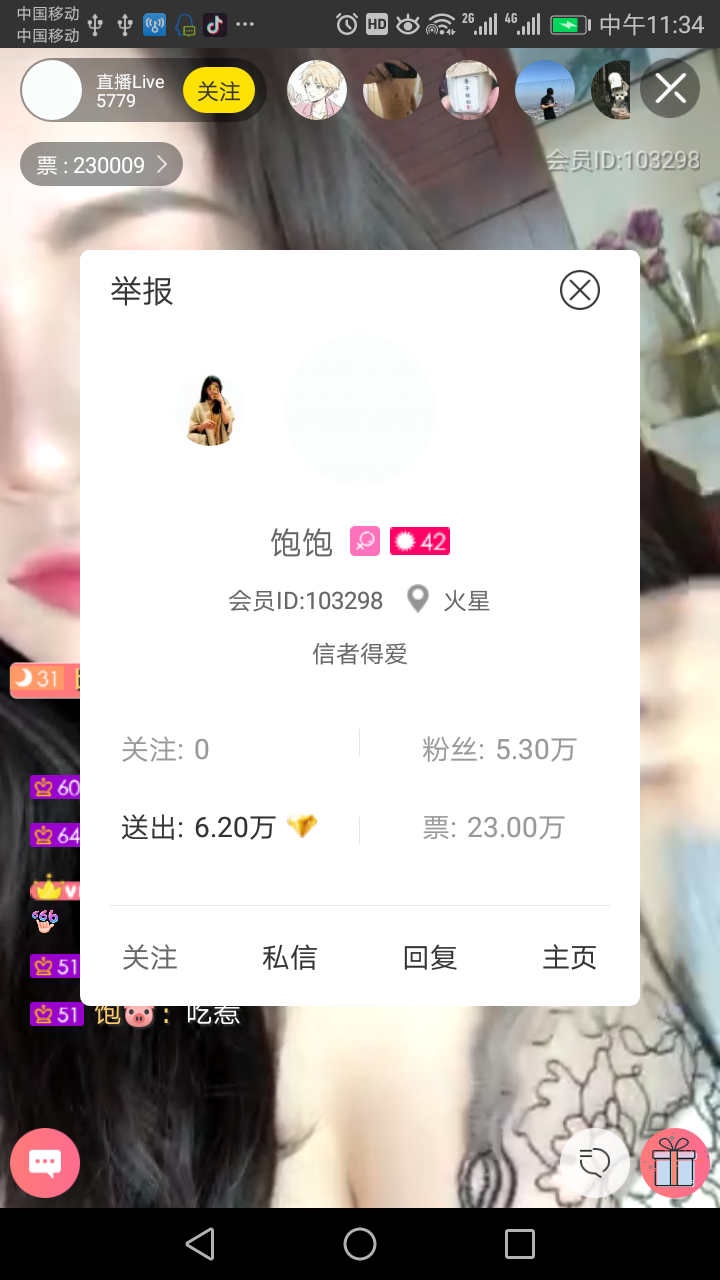 中国移动
中国移动
HD
2G
4G
中午11:34
直播Live
5779
关注
票 : 230009
会员ID:103298
举报
饱饱
42
会员ID:103298
火星
信者得爱
31
关注: 0
粉丝: 5.30万
60
送出: 6.20万
票: 23.00万
64
666
51
关注
私信
回复
主页
51 饱 : 吃惹